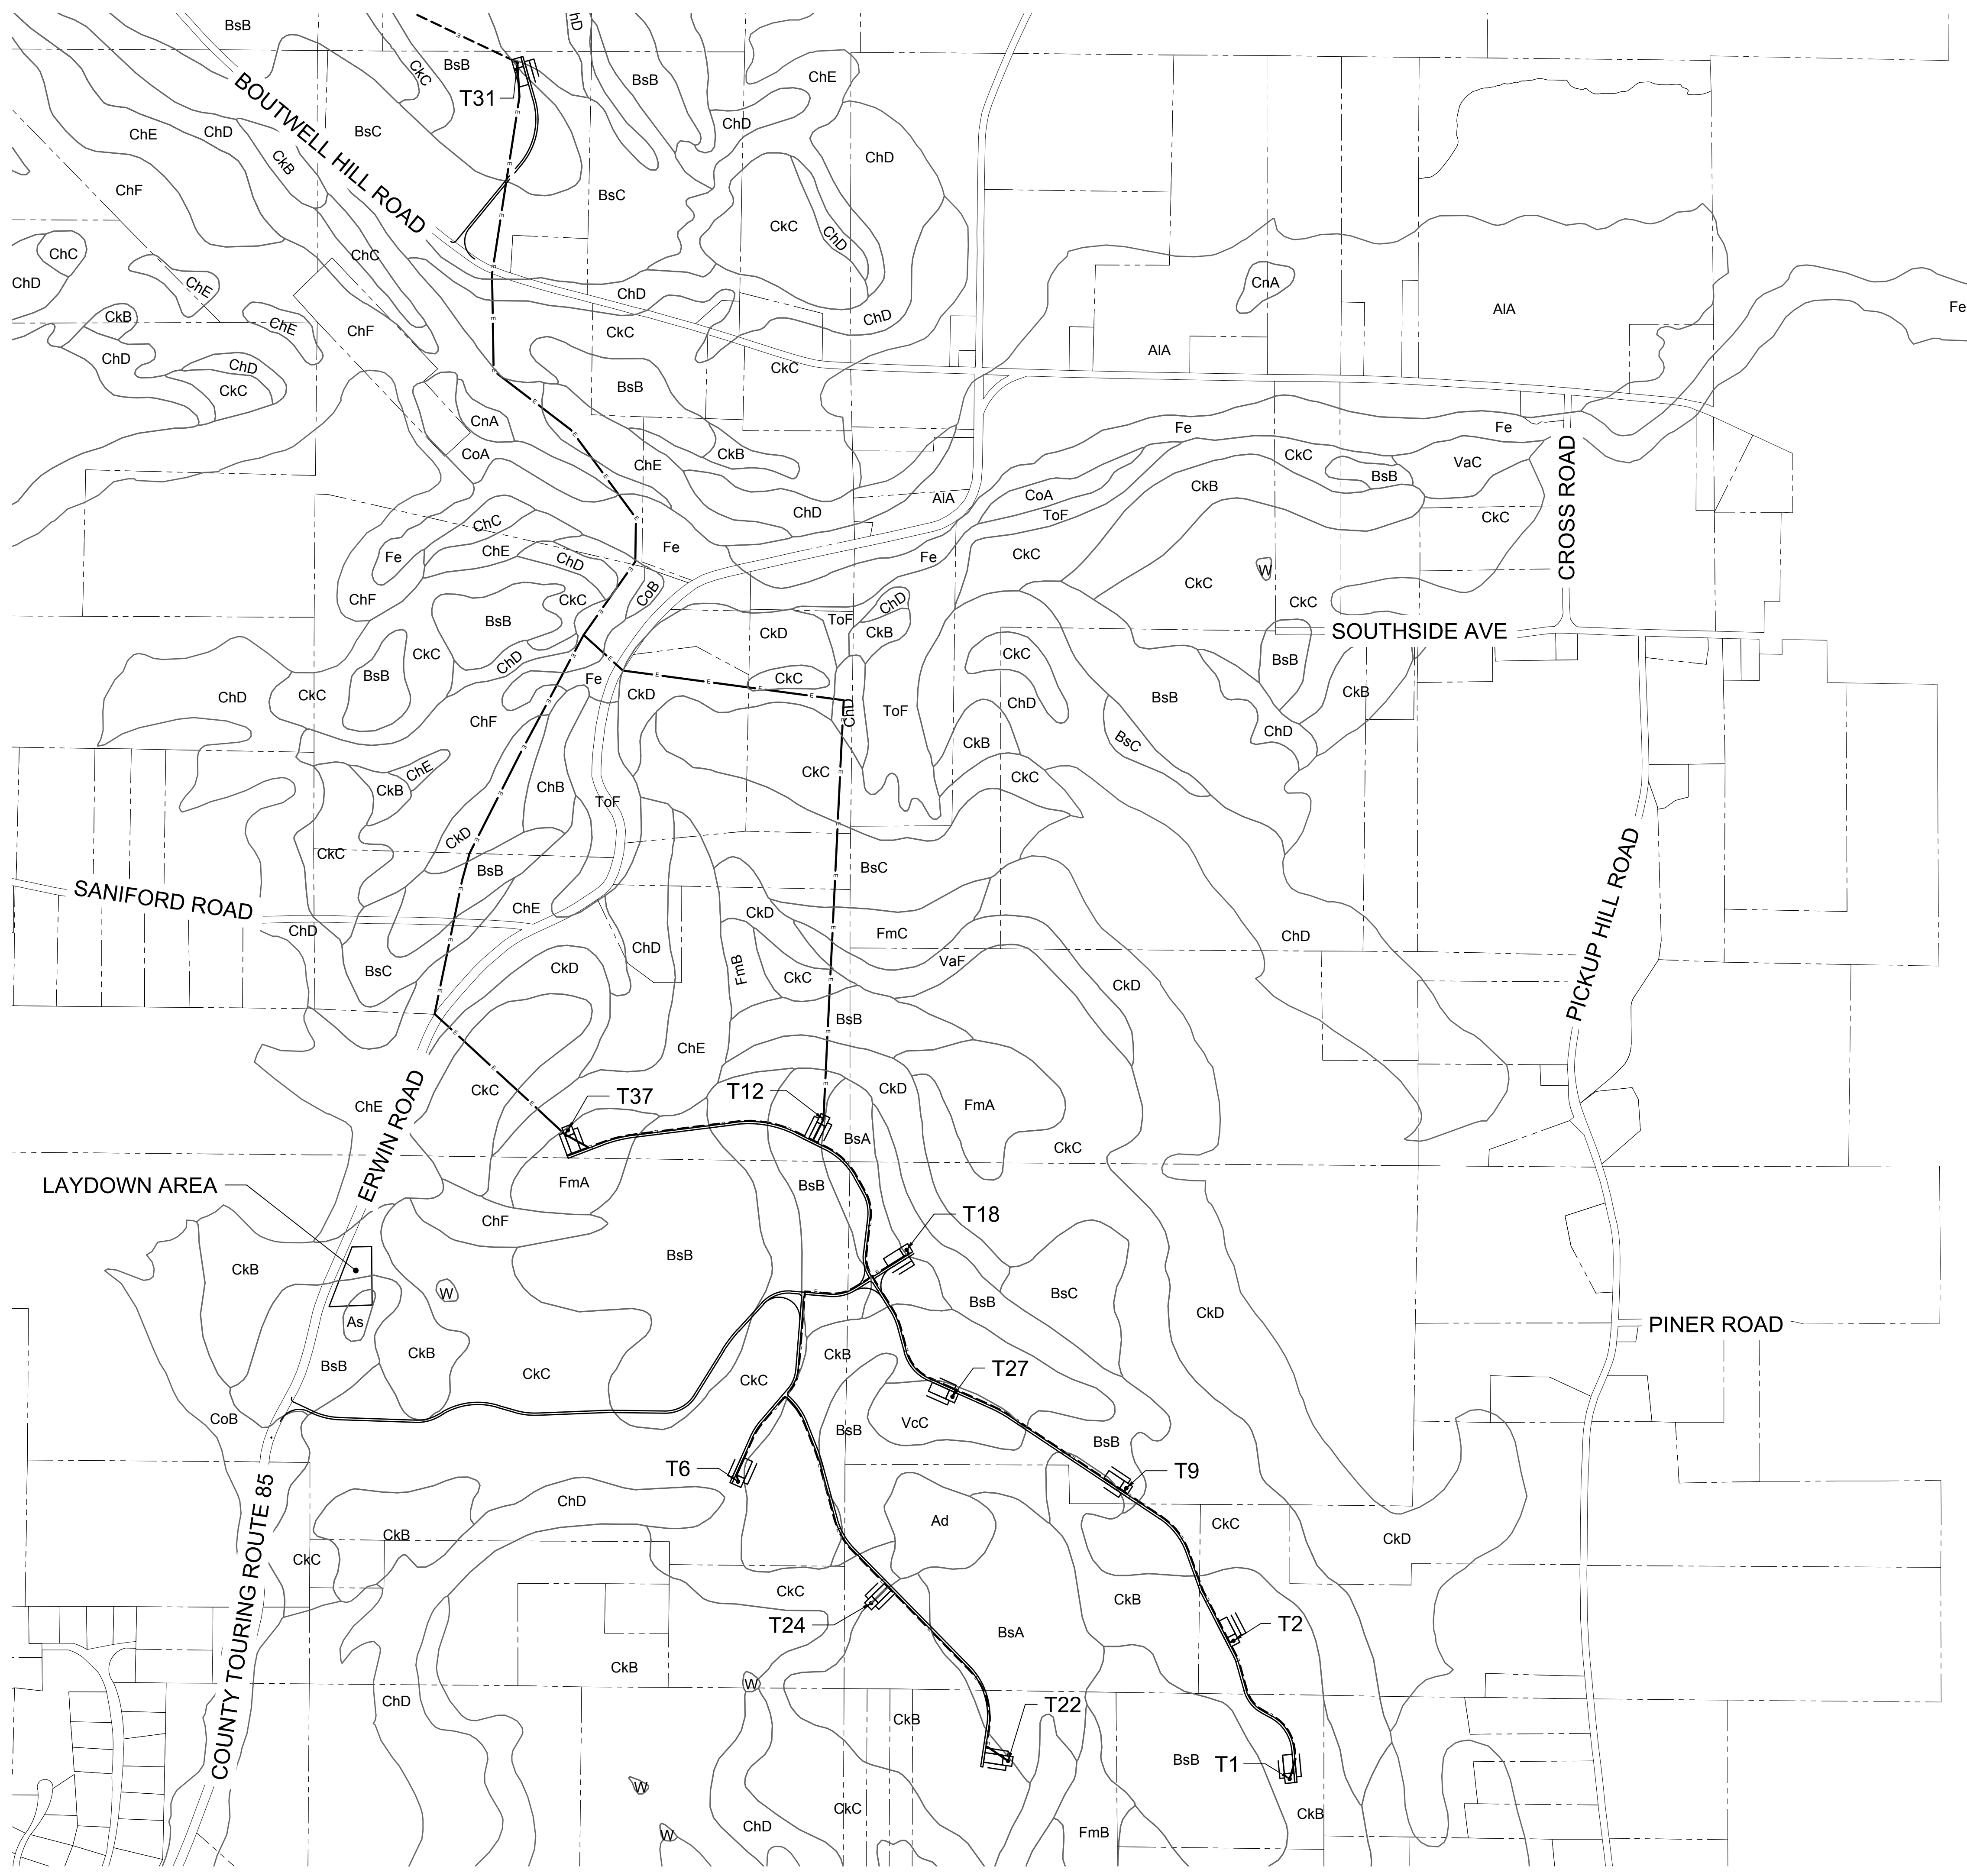 BsB
ChD
CkC
BsB
BsB
ChE
T31
BOUTWELL HILL ROAD
ChE
ChD
BsC
ChD
CkB
ChD
ChF
BsC
CkC
ChD
ChC
ChC
ChD
ChE
CnA
ChD
AlA
Fe
CkB
ChE
ChF
CkC
ChD
AlA
ChD
ChD
CkC
CkC
BsB
CnA
Fe
Fe
CoA
ChE
CkB
CkC
VaC
BsB
CROSS ROAD
CkB
AlA
CoA
ChD
ToF
CkC
ChC
Fe
ChE
ChD
Fe
Fe
CkC
W
CkC
ChF
CkC
CoB
ChD
CkC
BsB
ToF
CkB
CkD
SOUTHSIDE AVE
CkC
ChD
CkC
BsB
BsB
CkC
Fe
CkD
ChD
CkC
ChF
ChD
ToF
ChD
BsB
CkB
ChD
BsC
CkB
ChE
CkB
ChB
CkC
CkC
ToF
CkD
CkC
BsB
BsC
PICKUP HILL ROAD
SANIFORD ROAD
ChE
CkD
ChD
ChD
FmC
ChD
BsC
CkD
FmB
CkC
VaF
CkD
BsB
ChE
CkC
T37
T12
CkD
FmA
ChE
BsA
CkC
ERWIN ROAD
LAYDOWN AREA
FmA
BsB
T18
ChF
BsB
CkB
W
BsB
BsC
CkD
As
PINER ROAD
BsB
CkB
CkB
CkC
CkC
T27
CoB
VcC
BsB
BsB
T6
T9
COUNTY TOURING ROUTE 85
ChD
CkB
Ad
CkC
CkD
CkC
CkC
CkB
T24
BsA
T2
CkB
W
ChD
T22
CkB
BsB
T1
W
CkC
CkB
W
ChD
FmB